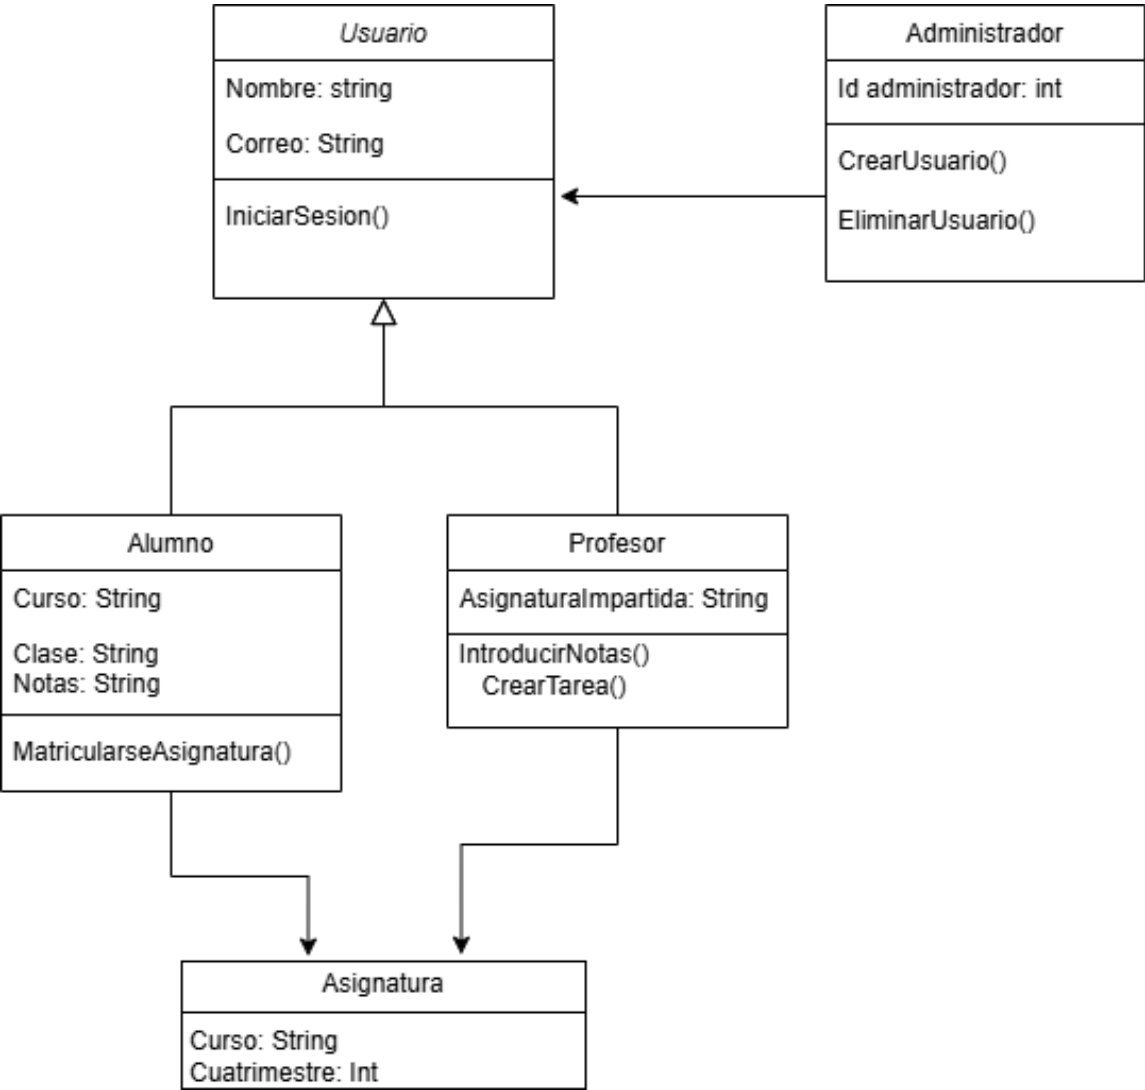 Usuario
Nombre: string
Correo: String
IniciarSesion()
Administrador
Id administrador: int
CrearUsuario()
EliminarUsuario()
Alumno
Curso: String
Clase: String
Notas: String
MatricularseAsignatura()
Profesor
AsignaturaImpartida: String
IntroducirNotas()
CrearTarea()
Asignatura
Curso: String
Cuatrimestre: Int